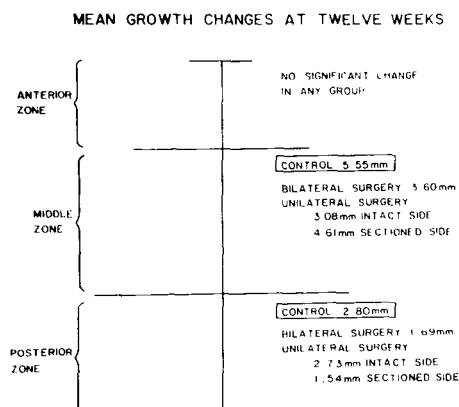 MEAN GROWTH CHANGES AT TWELVE WEEKS
ANTERIOR
ZONE
NO SIGNIFICANT CHANGE
IN ANY GROUP
MIDDLE
ZONE
CONTROL 5.55mm
BILATERAL SURGERY 3.60mm
UNILATERAL SURGERY
3.08mm INTACT SIDE
4.61mm SECTIONED SIDE
POSTERIOR
ZONE
CONTROL 2.80mm
BILATERAL SURGERY 1.69mm
UNILATERAL SURGERY
2.73mm INTACT SIDE
1.54mm SECTIONED SIDE